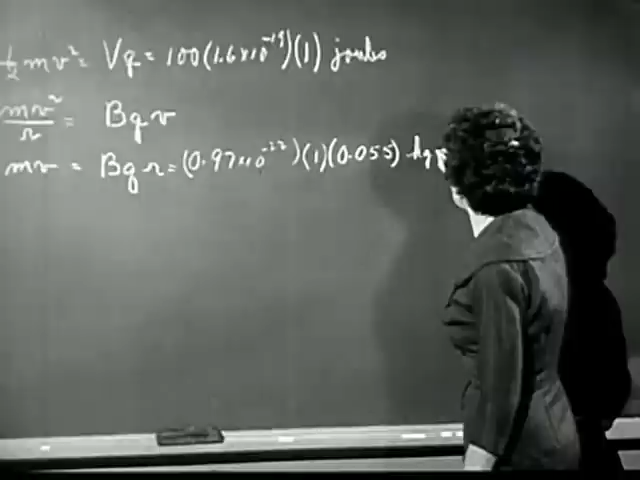 ½mv² = Vq = 100(1.6×10⁻¹⁹)(1) joules
mv²/r = Bqv
mv = Bqr = (0.97×10⁻²²)(1)(0.055) kg